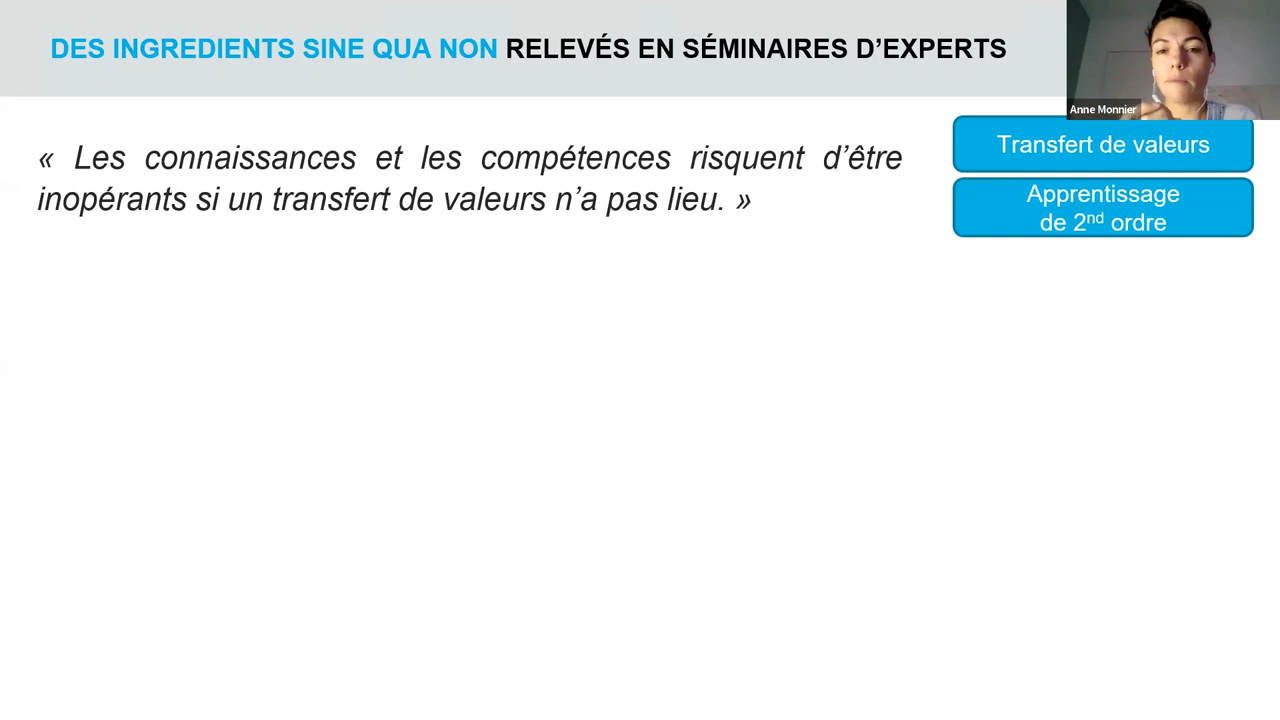 DES INGREDIENTS SINE QUA NON RELEVÉS EN SÉMINAIRES D’EXPERTS
Anne Monnier
« Les connaissances et les compétences risquent d’être
inopérants si un transfert de valeurs n’a pas lieu. »
Transfert de valeurs
Apprentissage
de 2nd ordre